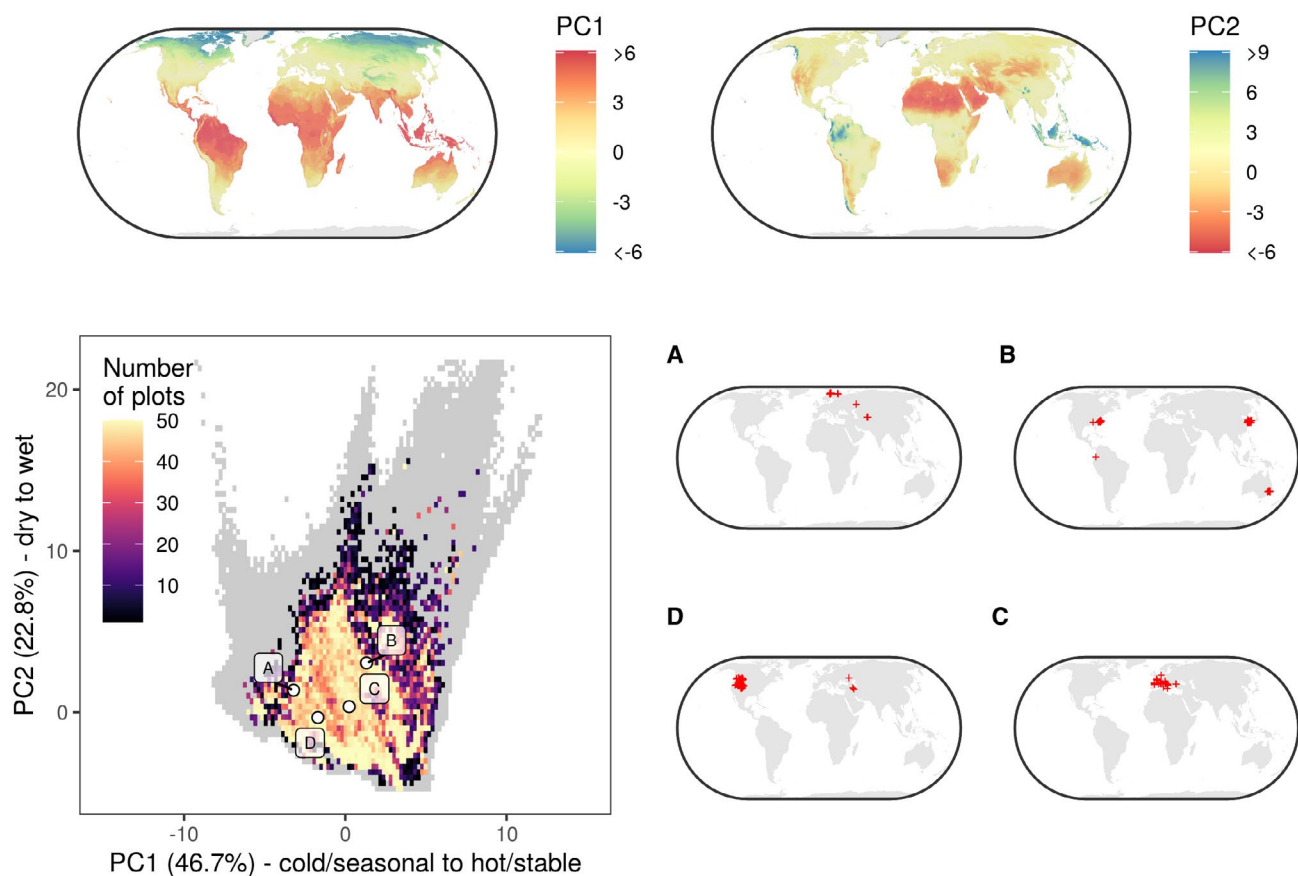 PC1
>6
3
0
-3
<-6
PC2
>9
6
3
0
-3
<-6
Number
of plots
50
40
30
20
10
20
10
0
PC2 (22.8%) - dry to wet
A
B
C
D
-10
0
10
PC1 (46.7%) - cold/seasonal to hot/stable
A
B
D
C